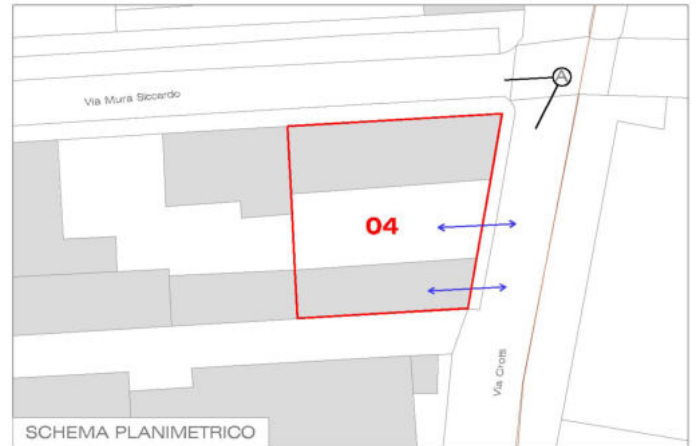 A
Via Mura Siccardo
04
Via Crotti
SCHEMA PLANIMETRICO